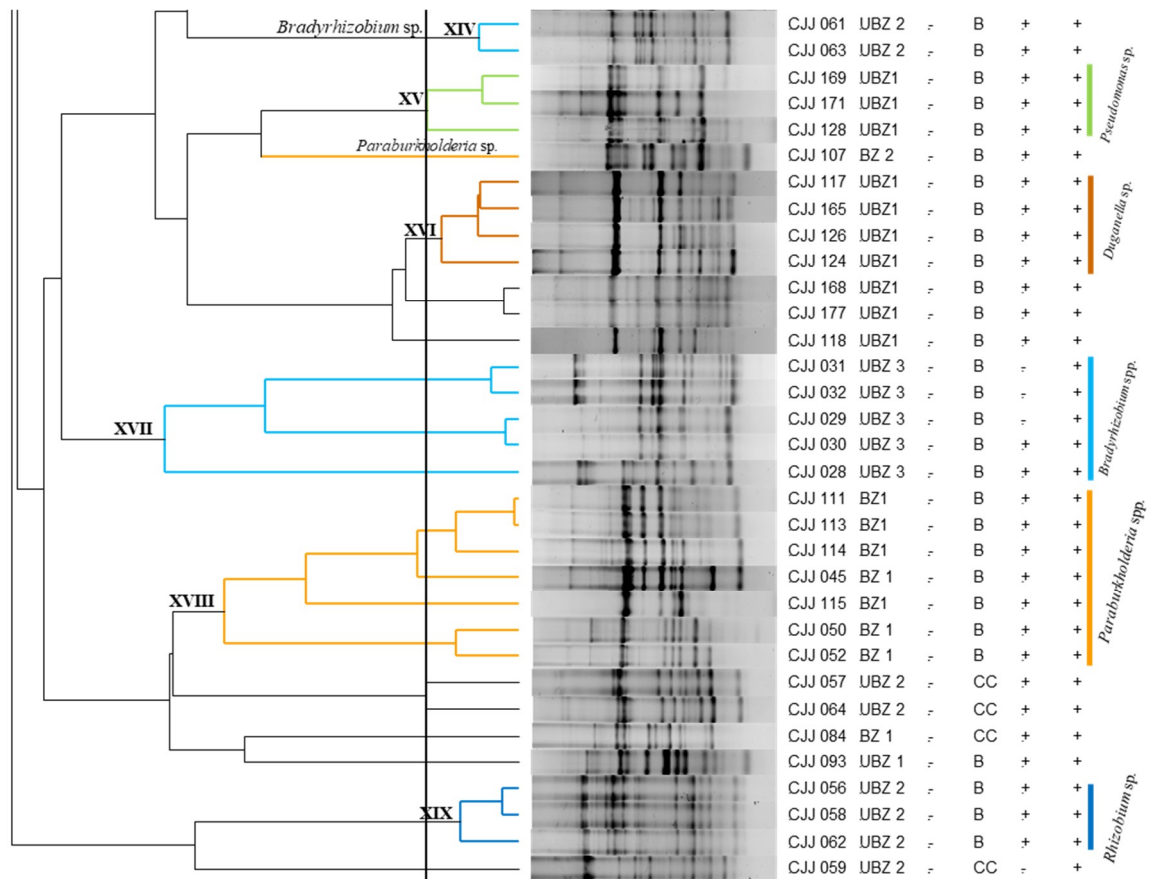 Bradyrhizobium sp. XIV CJJ 061 UBZ 2 - B + +
CJJ 063 UBZ 2 - B + +
CJJ 169 UBZ1 - B + +
XV CJJ 171 UBZ1 - B + +
CJJ 128 UBZ1 - B + +
Pseudomonas sp.
Paraburkholderia sp. CJJ 107 BZ 2 - B + +
CJJ 117 UBZ1 - B + +
CJJ 165 UBZ1 - B + +
XVI CJJ 126 UBZ1 - B + +
CJJ 124 UBZ1 - B + +
Duganella sp.
CJJ 168 UBZ1 - B + +
CJJ 177 UBZ1 - B + +
CJJ 118 UBZ1 - B + +
CJJ 031 UBZ 3 - B - +
CJJ 032 UBZ 3 - B - +
CJJ 029 UBZ 3 - B - +
XVII CJJ 030 UBZ 3 - B + +
CJJ 028 UBZ 3 - B + +
Bradyrhizobium spp.
CJJ 111 BZ1 - B + +
CJJ 113 BZ1 - B + +
CJJ 114 BZ1 - B + +
CJJ 045 BZ 1 - B + +
XVIII CJJ 115 BZ1 - B + +
CJJ 050 BZ 1 - B + +
CJJ 052 BZ 1 - B + +
Paraburkholderia spp.
CJJ 057 UBZ 2 - CC + +
CJJ 064 UBZ 2 - CC + +
CJJ 084 BZ 1 - CC + +
CJJ 093 UBZ 1 - B + +
CJJ 056 UBZ 2 - B + +
XIX CJJ 058 UBZ 2 - B + +
CJJ 062 UBZ 2 - B + +
Rhizobium sp.
CJJ 059 UBZ 2 - CC - +